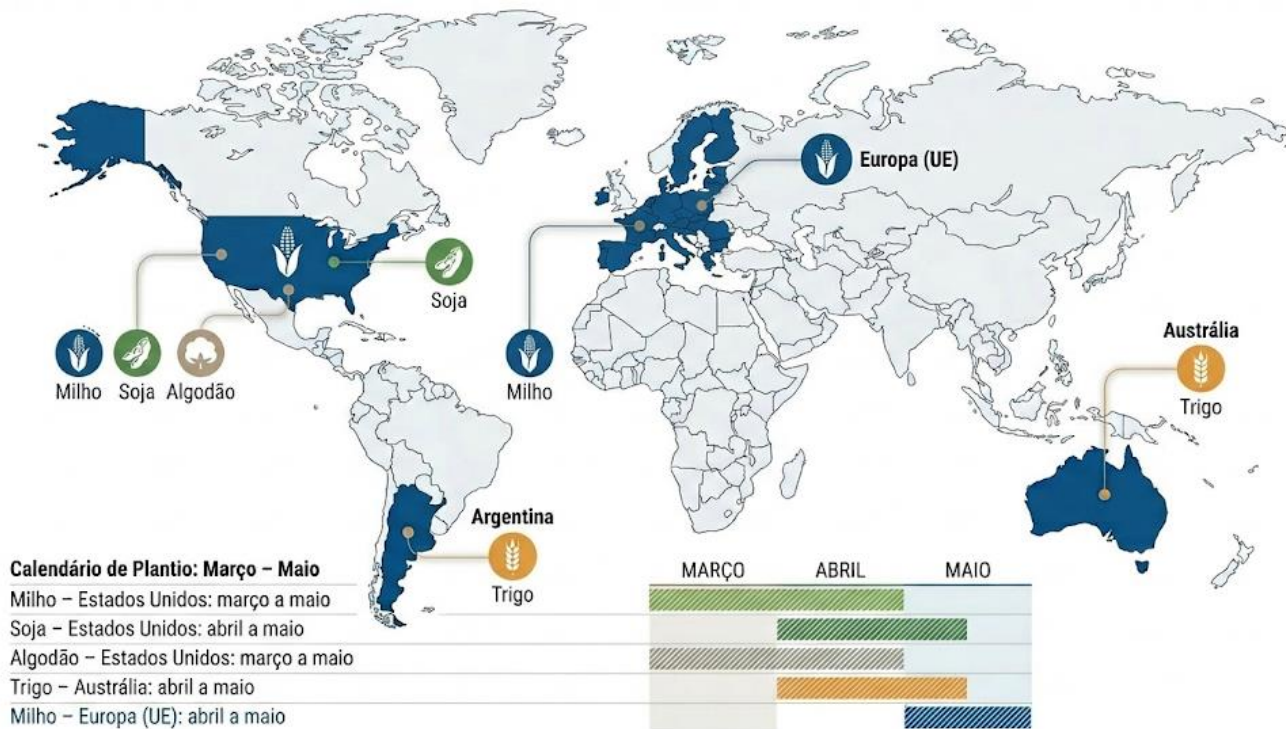 Europa (UE)
Soja
Milho
Soja
Algodão
Milho
Austrália
Trigo
Argentina
Trigo
Calendário de Plantio: Março – Maio
MARÇO
ABRIL
MAIO
Milho – Estados Unidos: março a maio
Soja – Estados Unidos: abril a maio
Algodão – Estados Unidos: março a maio
Trigo – Austrália: abril a maio
Milho – Europa (UE): abril a maio